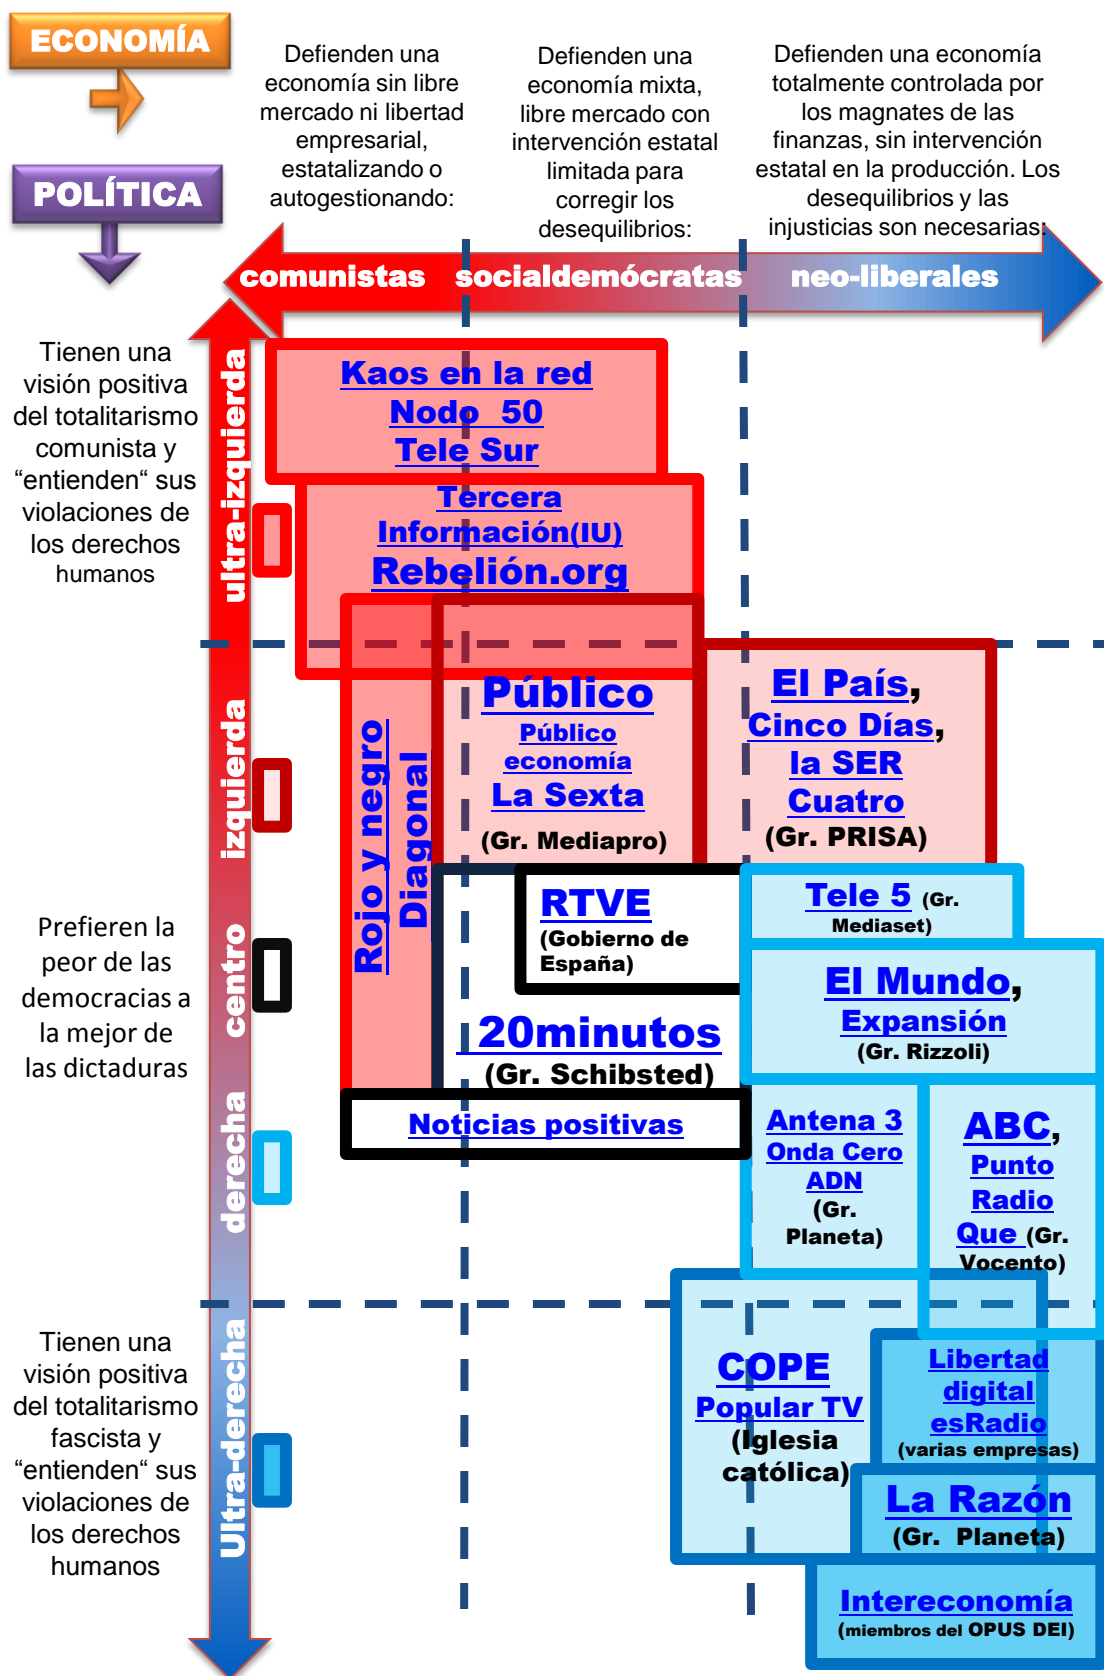 ECONOMÍA
Defienden una
economía sin libre
mercado ni libertad
empresarial,
estatalizando o
autogestionando:
Defienden una
economía mixta,
libre mercado con
intervención estatal
limitada para
corregir los
desequilibrios:
Defienden una economía
totalmente controlada por
los magnates de las
finanzas, sin intervención
estatal en la producción. Los
desequilibrios y las
injusticias son necesarias:
POLÍTICA
comunistas
socialdemócratas
neo-liberales
Tienen una
visión positiva
del totalitarismo
comunista y
“entienden“ sus
violaciones de
los derechos
humanos
ultra-izquierda
Kaos en la red
Nodo 50
Tele Sur
Tercera
Información(IU)
Rebelión.org
izquierda
Rojo y negro
Diagonal
Público
Público
economía
La Sexta
(Gr. Mediapro)
El País,
Cinco Días,
la SER
Cuatro
(Gr. PRISA)
Prefieren la
peor de las
democracias a
la mejor de
las dictaduras
centro
RTVE
(Gobierno de
España)
Tele 5 (Gr.
Mediaset)
El Mundo,
Expansión
(Gr. Rizzoli)
20minutos
(Gr. Schibsted)
Noticias positivas
derecha
Antena 3
Onda Cero
ADN
(Gr.
Planeta)
ABC,
Punto
Radio
Que (Gr.
Vocento)
Tienen una
visión positiva
del totalitarismo
fascista y
“entienden“ sus
violaciones de
los derechos
humanos
Ultra-derecha
COPE
Popular TV
(Iglesia
católica)
Libertad
digital
esRadio
(varias empresas)
La Razón
(Gr. Planeta)
Intereconomía
(miembros del OPUS DEI)